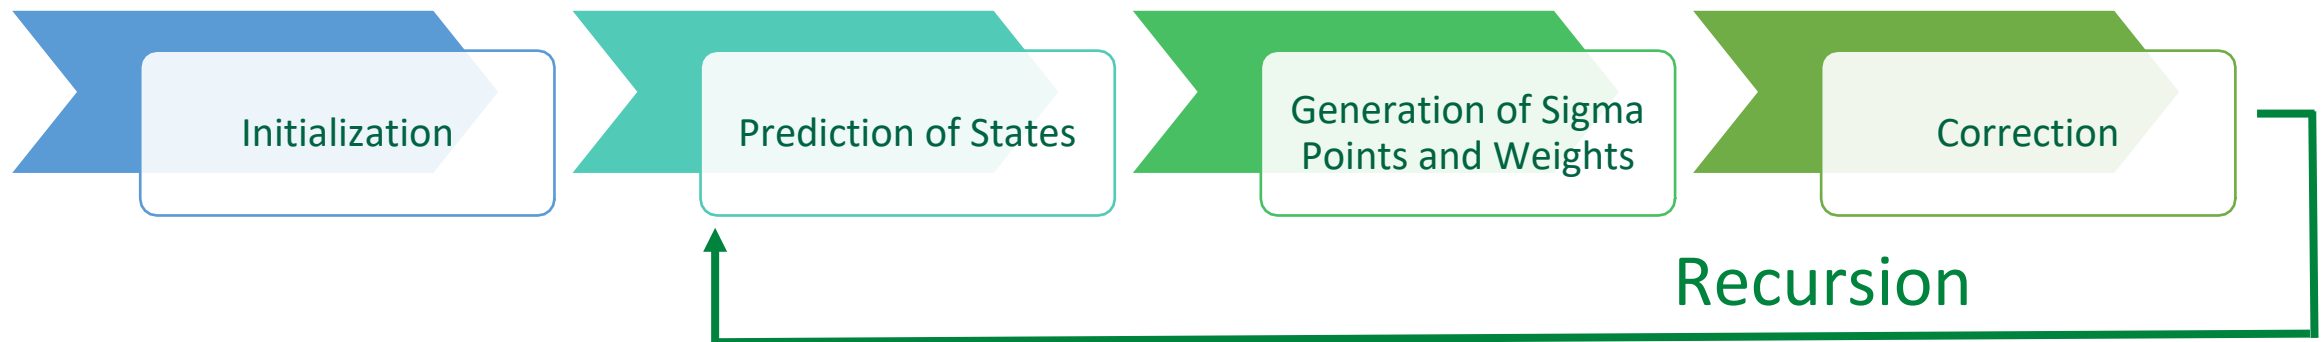 Initialization
Prediction of States
Generation of Sigma
Points and Weights
Correction
Recursion